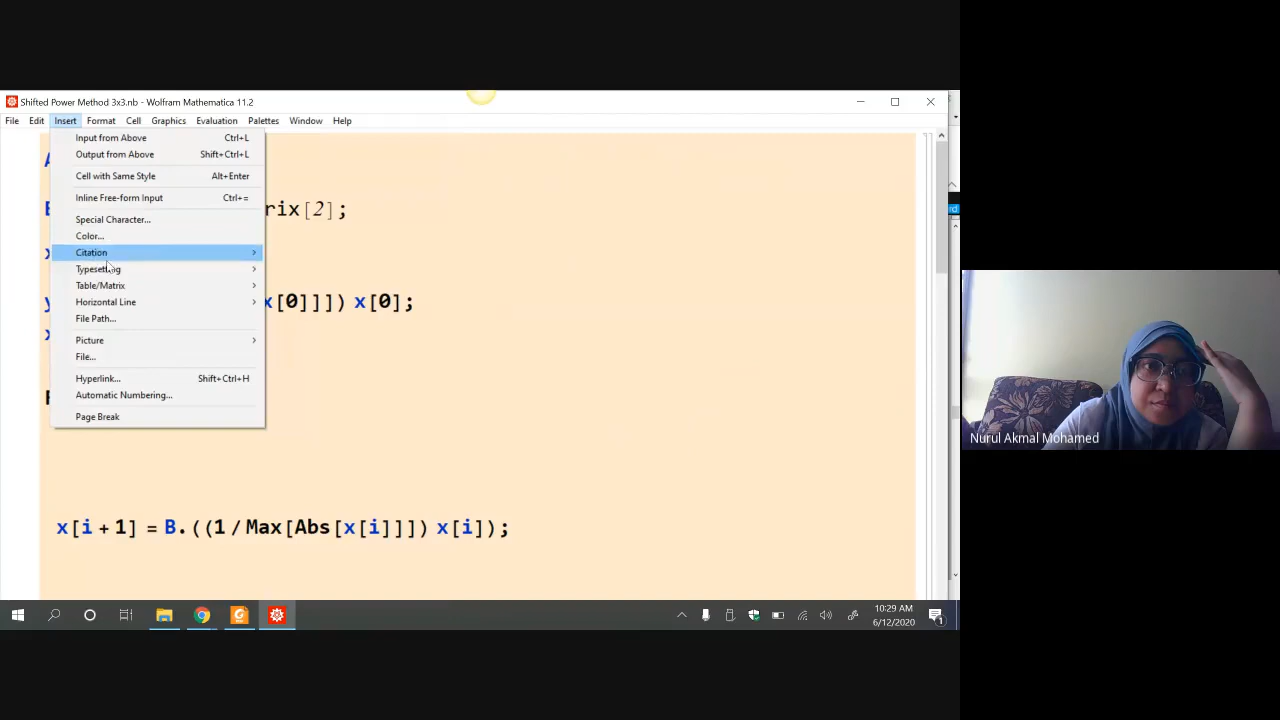 Shifted Power Method 3x3.nb - Wolfram Mathematica 11.2
File Edit Insert Format Cell Graphics Evaluation Palettes Window Help
Input from Above Ctrl+L
Output from Above Shift+Ctrl+L
Cell with Same Style Alt+Enter
Inline Free-form Input Ctrl+=
rix[2];
Special Character...
Color...
Citation
Typesetting
Table/Matrix
Horizontal Line
x[0]]]) x[0];
File Path...
Picture
File...
Hyperlink... Shift+Ctrl+H
Automatic Numbering...
Page Break
Nurul Akmal Mohamed
x[i + 1] = B.((1 / Max[Abs[x[i]]]) x[i]);
10:29 AM
6/12/2020
1